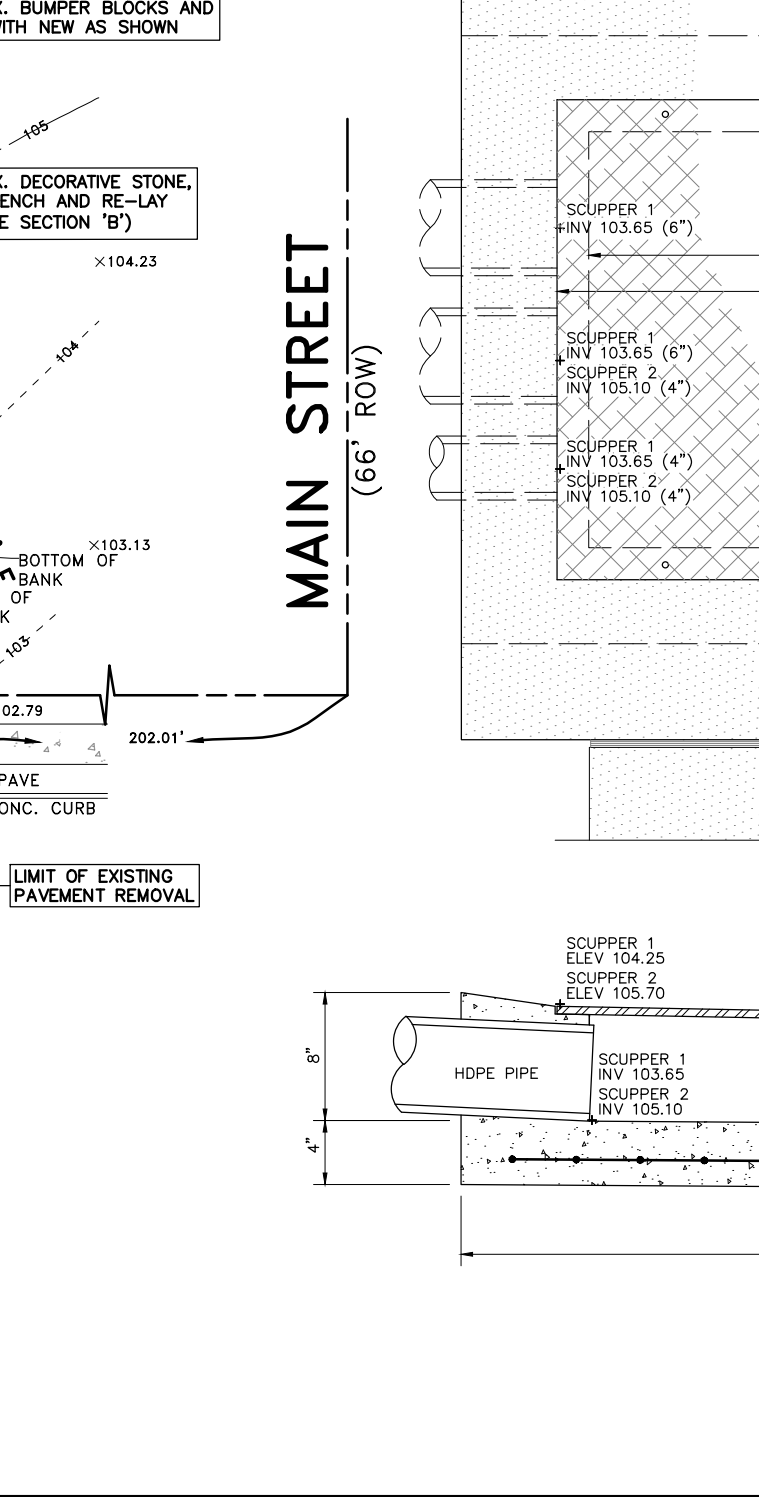 X. BUMPER BLOCKS AND
WITH NEW AS SHOWN
105
X. DECORATIVE STONE,
ENCH AND RE-LAY
E SECTION 'B')
×104.23
104
MAIN STREET
(66' ROW)
×103.13
BOTTOM OF
BANK
OF
K
103
02.79
202.01'
PAVE
ONC. CURB
LIMIT OF EXISTING
PAVEMENT REMOVAL
SCUPPER 1
INV 103.65 (6")
SCUPPER 1
INV 103.65 (6")
SCUPPER 2
INV 105.10 (4")
SCUPPER 1
INV 103.65 (4")
SCUPPER 2
INV 105.10 (4")
SCUPPER 1
ELEV 104.25
SCUPPER 2
ELEV 105.70
8"
HDPE PIPE
SCUPPER 1
INV 103.65
SCUPPER 2
INV 105.10
4"